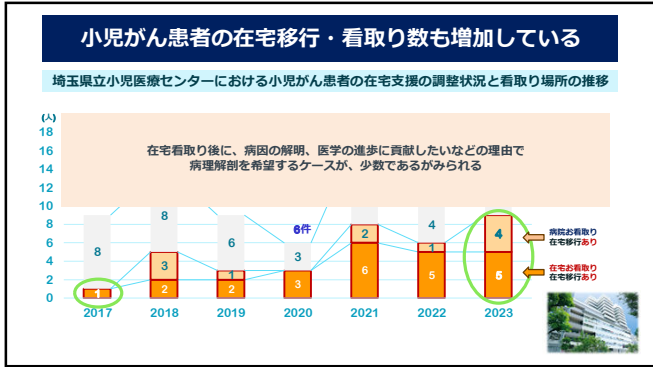 小児がん患者の在宅移行・看取り数も増加している
埼玉県立小児医療センターにおける小児がん患者の在宅支援の調整状況と看取り場所の推移
(人)
18
16
14
12
10
8
6
4
2
0
在宅看取り後に、病因の解明、医学の進歩に貢献したいなどの理由で
病理解剖を希望するケースが、少数であるがみられる
8
1
8
3
2
6
1
2
6件
3
3
2
6
4
1
5
4
5
病院お看取り
在宅移行あり
在宅お看取り
在宅移行あり
2017 2018 2019 2020 2021 2022 2023